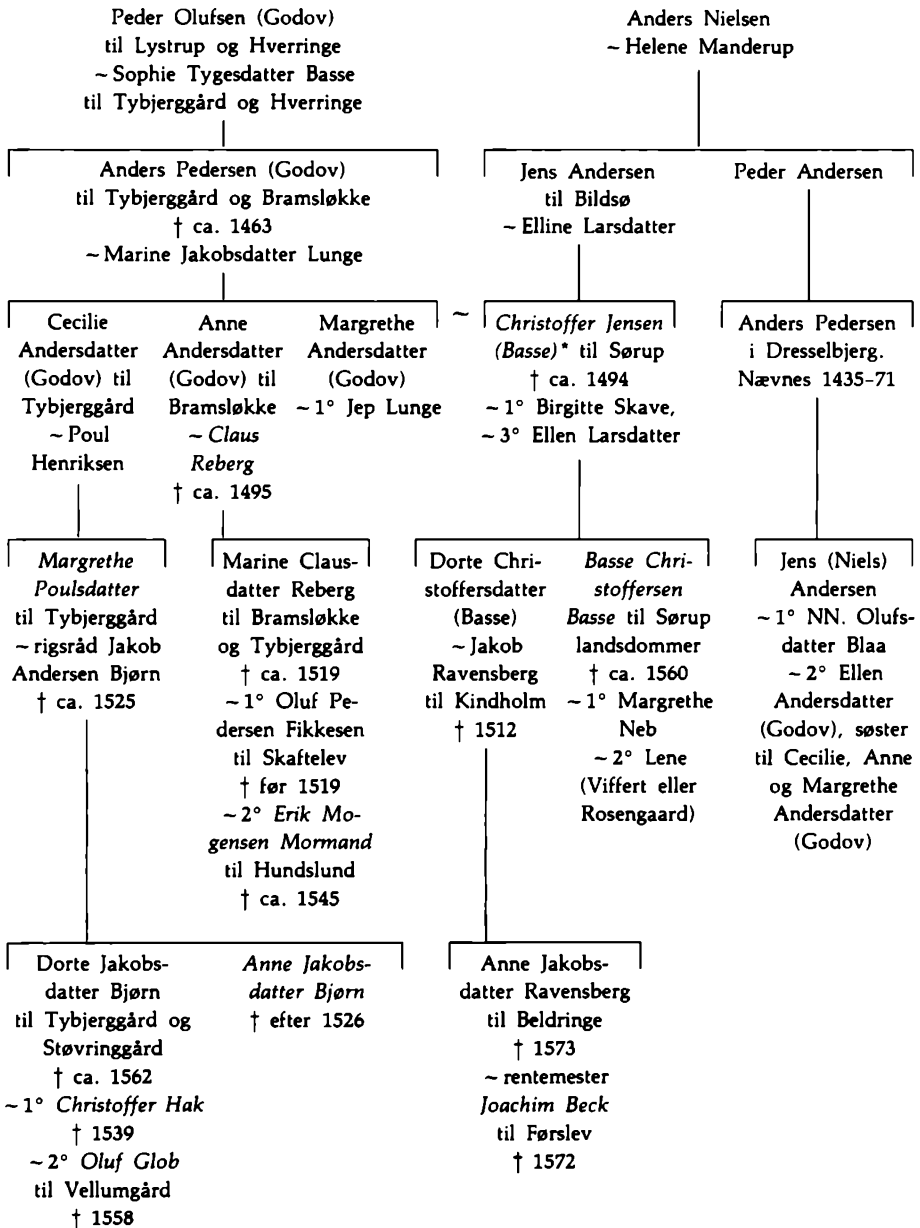 Peder Olufsen (Godov)
til Lystrup og Hverringe
~ Sophie Tygesdatter Basse
til Tybjerggård og Hverringe
Anders Nielsen
~ Helene Manderup
Anders Pedersen (Godov)
til Tybjerggård og Bramsløkke
† ca. 1463
~ Marine Jakobsdatter Lunge
Jens Andersen
til Bildsø
~ Elline Larsdatter
Peder Andersen
Cecilie
Andersdatter
(Godov) til
Tybjerggård
~ Poul
Henriksen
Anne
Andersdatter
(Godov) til
Bramsløkke
~ Claus
Reberg
† ca. 1495
Margrethe
Andersdatter
(Godov)
~ 1° Jep Lunge
~
Christoffer Jensen
(Basse)* til Sørup
† ca. 1494
~ 1° Birgitte Skave,
~ 3° Ellen Larsdatter
Anders Pedersen
i Dresselbjerg.
Nævnes 1435-71
Margrethe
Poulsdatter
til Tybjerggård
~ rigsråd Jakob
Andersen Bjørn
† ca. 1525
Marine Claus-
datter Reberg
til Bramsløkke
og Tybjerggård
† ca. 1519
~ 1° Oluf Pe-
dersen Fikkesen
til Skaftelev
† før 1519
~ 2° Erik Mo-
gensen Mormand
til Hundslund
† ca. 1545
Dorte Chri-
stoffersdatter
(Basse)
~ Jakob
Ravensberg
til Kindholm
† 1512
Basse Chri-
stoffersen
Basse til Sørup
landsdommer
† ca. 1560
~ 1° Margrethe
Neb
~ 2° Lene
(Viffert eller
Rosengaard)
Jens (Niels)
Andersen
~ 1° NN. Olufs-
datter Blaa
~ 2° Ellen
Andersdatter
(Godov), søster
til Cecilie, Anne
og Margrethe
Andersdatter
(Godov)
Dorte Jakobs-
datter Bjørn
til Tybjerggård og
Støvringgård
† ca. 1562
~ 1° Christoffer Hak
† 1539
~ 2° Oluf Glob
til Vellumgård
† 1558
Anne Jakobs-
datter Bjørn
† efter 1526
Anne Jakobs-
datter Ravensberg
til Beldringe
† 1573
~ rentemester
Joachim Beck
til Førslev
† 1572